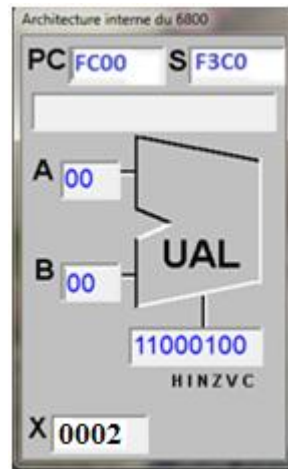 Architecture interne du 6800
PC FC00 S F3C0
A 00
UAL
B 00
11000100
HINZVC
X 0002